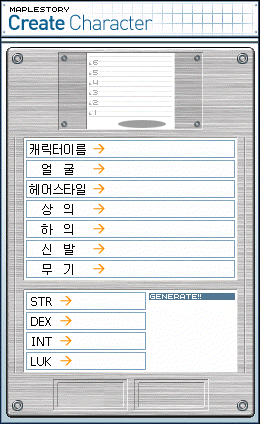 MAPLESTORY
Create Character
6
5
4
3
2
1
캐릭터이름
얼 굴
헤어스타일
상 의
하 의
신 발
무 기
STR
GENERATE!!
DEX
INT
LUK